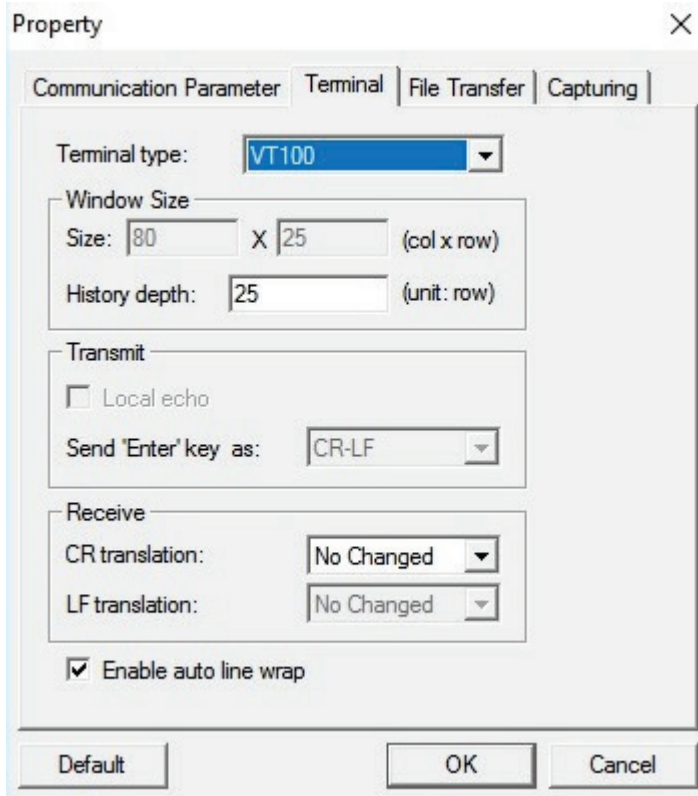 Property
Communication Parameter Terminal File Transfer Capturing
Terminal type: VT100
Window Size
Size: 80 X 25 (col x row)
History depth: 25 (unit: row)
Transmit
Local echo
Send 'Enter' key as: CR-LF
Receive
CR translation: No Changed
LF translation: No Changed
Enable auto line wrap
Default OK Cancel